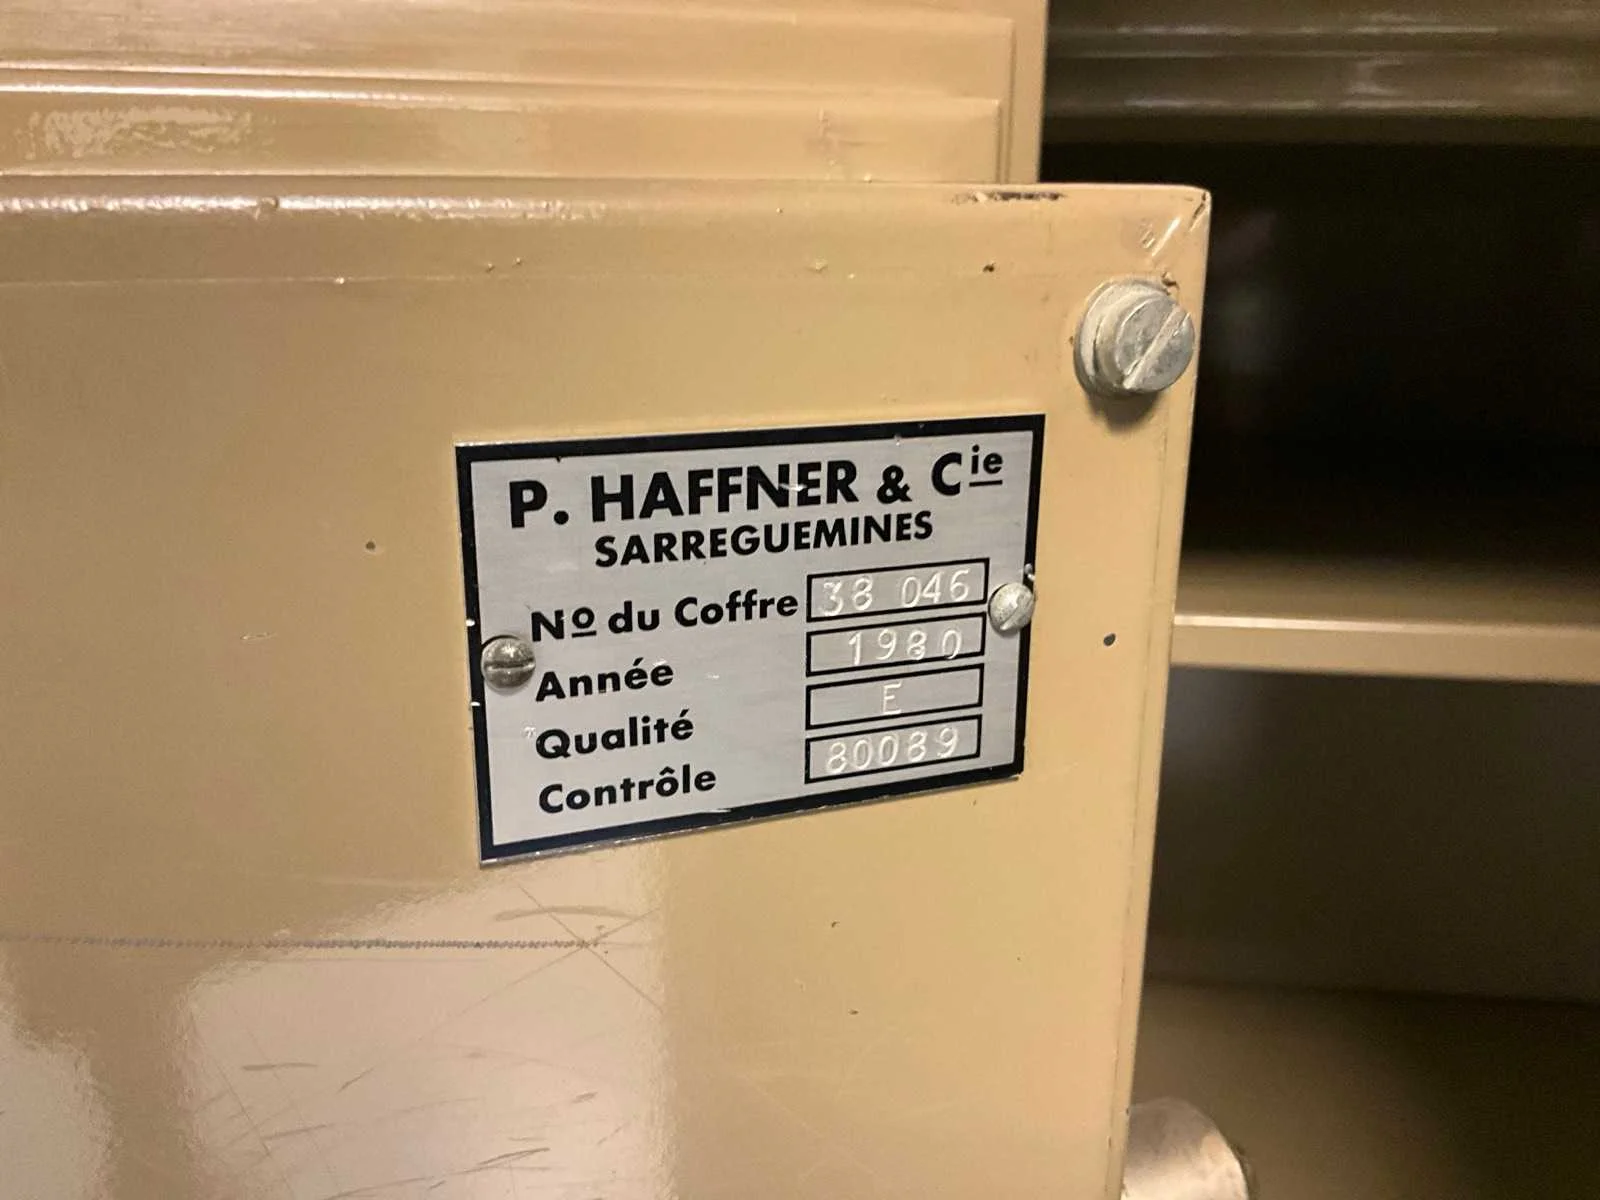 P. HAFFNER & Cie
SARREGUEMINES
Nº du Coffre 38 046
Année 1980
Qualité E
Contrôle 80089